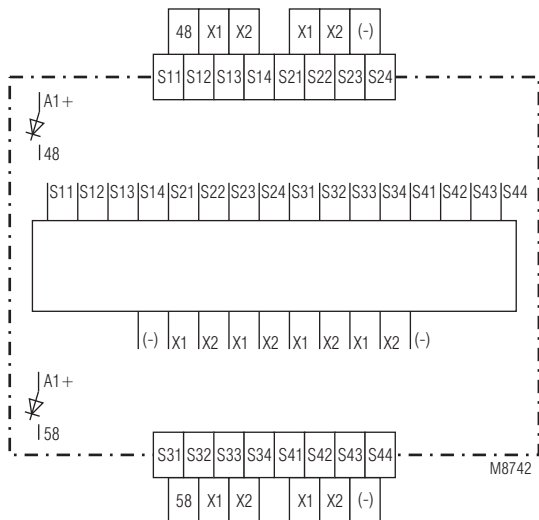 48 X1 X2 X1 X2 (-)
S11 S12 S13 S14 S21 S22 S23 S24
A1+
48
S11 S12 S13 S14 S21 S22 S23 S24 S31 S32 S33 S34 S41 S42 S43 S44
(-) X1 X2 X1 X2 X1 X2 X1 X2 (-)
A1+
58
S31 S32 S33 S34 S41 S42 S43 S44
M8742
58 X1 X2 X1 X2 (-)